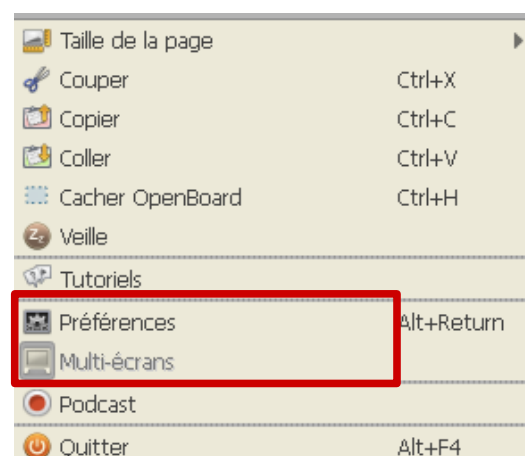 Taille de la page
Couper Ctrl+X
Copier Ctrl+C
Coller Ctrl+V
Cacher OpenBoard Ctrl+H
Zz Veille
Tutoriels
Préférences Alt+Return
Multi-écrans
Podcast
Quitter Alt+F4